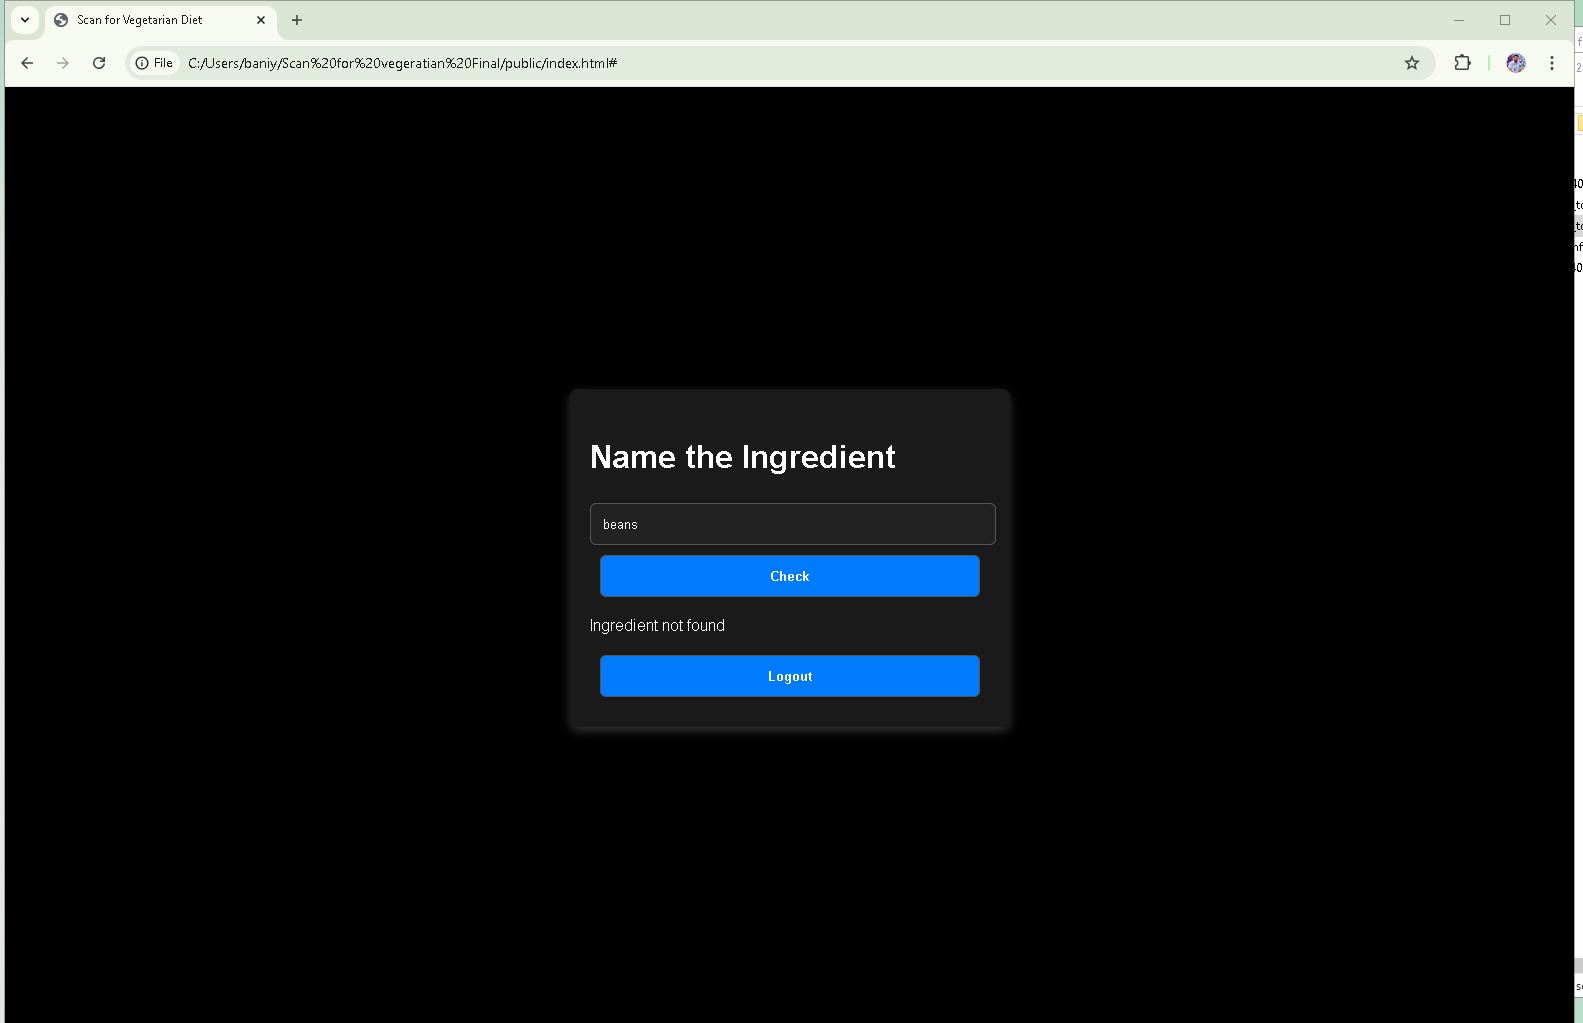 Scan for Vegetarian Diet
File
C:/Users/baniy/Scan%20for%20vegeratian%20Final/public/index.html#
Name the Ingredient
beans
Check
Ingredient not found
Logout